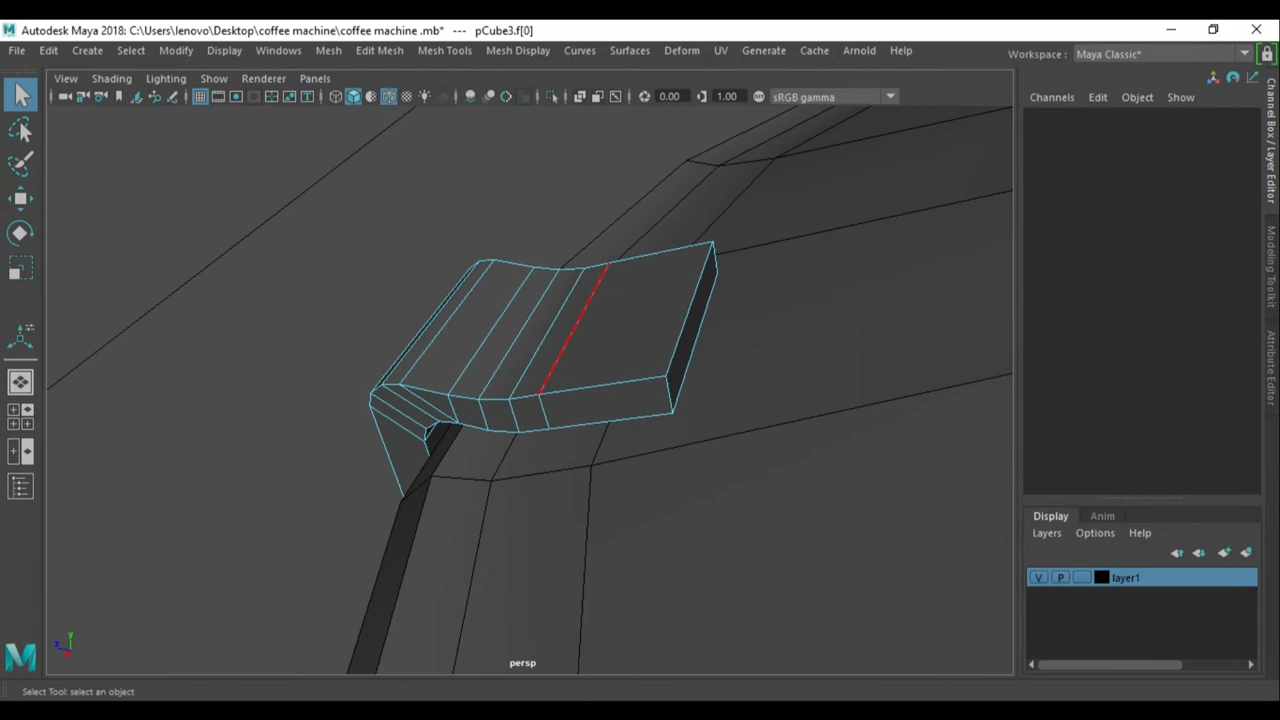 Autodesk Maya 2018: C:\Users\lenovo\Desktop\coffee machine\coffee machine .mb* --- pCube3.f[0]
File Edit Create Select Modify Display Windows Mesh Edit Mesh Mesh Tools Mesh Display Curves Surfaces Deform UV Generate Cache Arnold Help
Workspace : Maya Classic*
View Shading Lighting Show Renderer Panels
0.00 1.00 sRGB gamma
Channels Edit Object Show
Channel Box / Layer Editor
Modeling Toolkit
Attribute Editor
Display Anim
Layers Options Help
V P layer1
y
z
persp
Select Tool: select an object